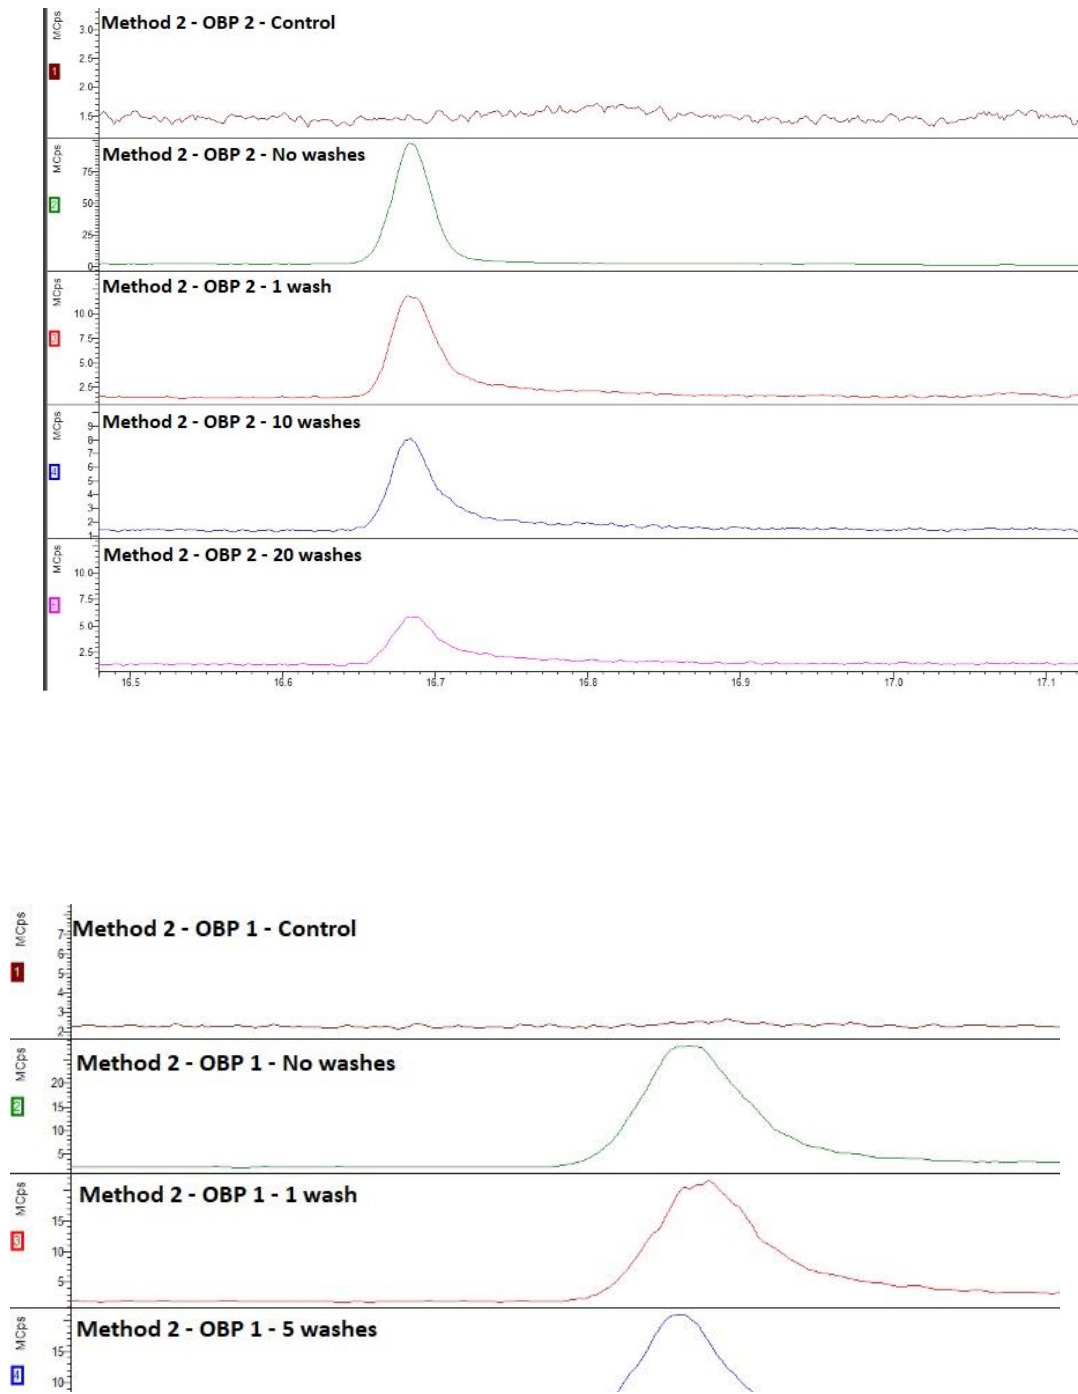 Method 2 - OBP 2 - Control
MCps
3.0
2.5
2.0
1.5
1
Method 2 - OBP 2 - No washes
MCps
75
50
25
0
2
Method 2 - OBP 2 - 1 wash
MCps
10.0
7.5
5.0
2.5
3
Method 2 - OBP 2 - 10 washes
MCps
9
8
7
6
5
4
3
2
1
4
Method 2 - OBP 2 - 20 washes
MCps
10.0
7.5
5.0
2.5
16.5 16.6 16.7 16.8 16.9 17.0 17.1
Method 2 - OBP 1 - Control
MCps
7
6
5
4
3
2
1
Method 2 - OBP 1 - No washes
MCps
20
15
10
5
2
Method 2 - OBP 1 - 1 wash
MCps
15
10
5
3
Method 2 - OBP 1 - 5 washes
MCps
15
10
4